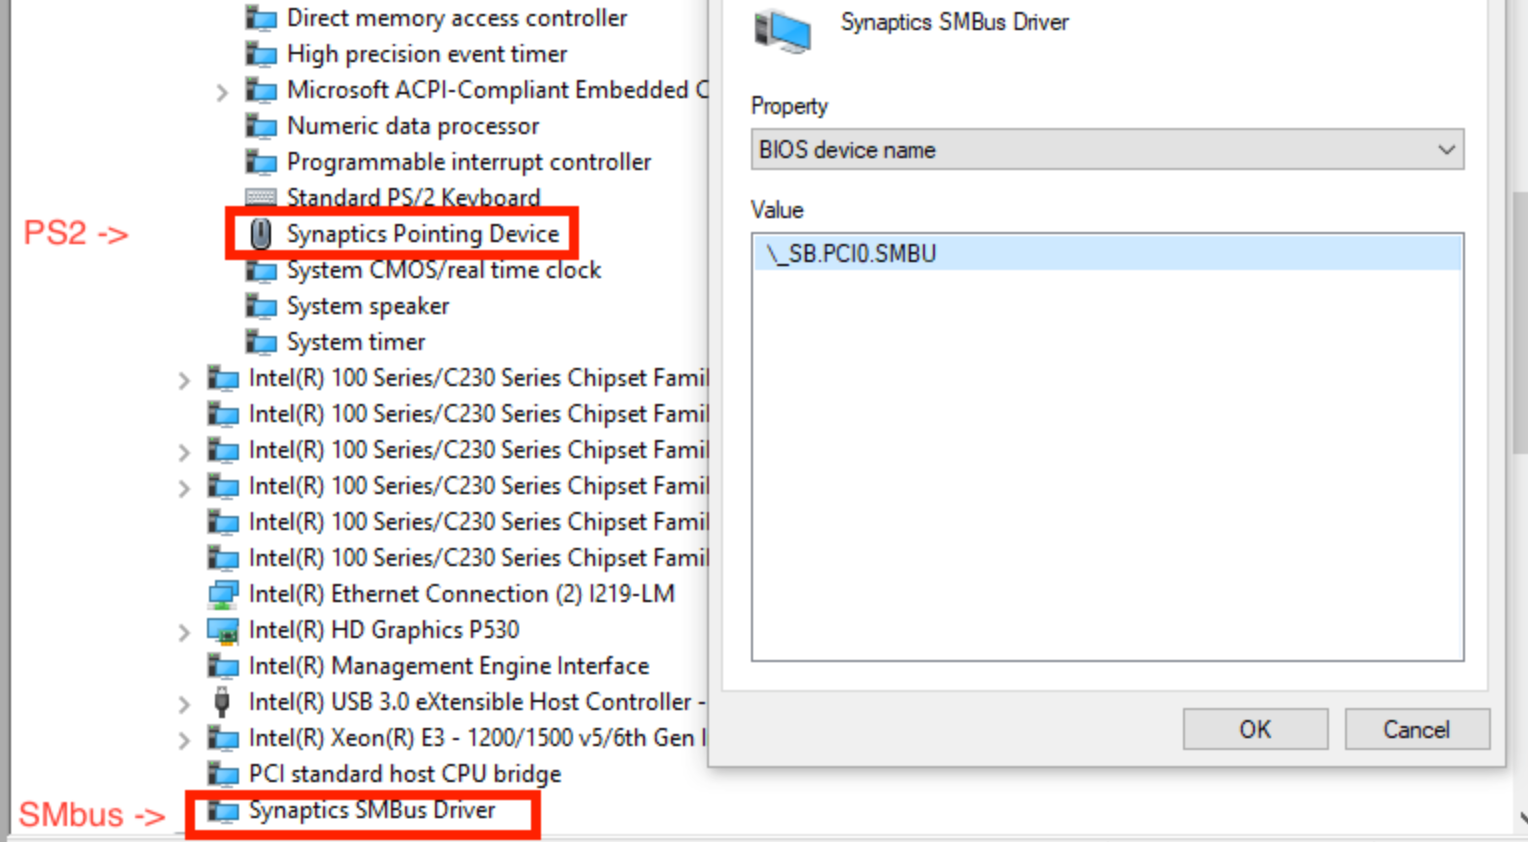 Direct memory access controller
High precision event timer
Microsoft ACPI-Compliant Embedded C
Numeric data processor
Programmable interrupt controller
Standard PS/2 Keyboard
PS2 ->
Synaptics Pointing Device
System CMOS/real time clock
System speaker
System timer
Intel(R) 100 Series/C230 Series Chipset Famil
Intel(R) 100 Series/C230 Series Chipset Famil
Intel(R) 100 Series/C230 Series Chipset Famil
Intel(R) 100 Series/C230 Series Chipset Famil
Intel(R) 100 Series/C230 Series Chipset Famil
Intel(R) 100 Series/C230 Series Chipset Famil
Intel(R) Ethernet Connection (2) I219-LM
Intel(R) HD Graphics P530
Intel(R) Management Engine Interface
Intel(R) USB 3.0 eXtensible Host Controller -
Intel(R) Xeon(R) E3 - 1200/1500 v5/6th Gen I
PCI standard host CPU bridge
SMbus ->
Synaptics SMBus Driver
Synaptics SMBus Driver
Property
BIOS device name
Value
\_SB.PCI0.SMBU
OK
Cancel